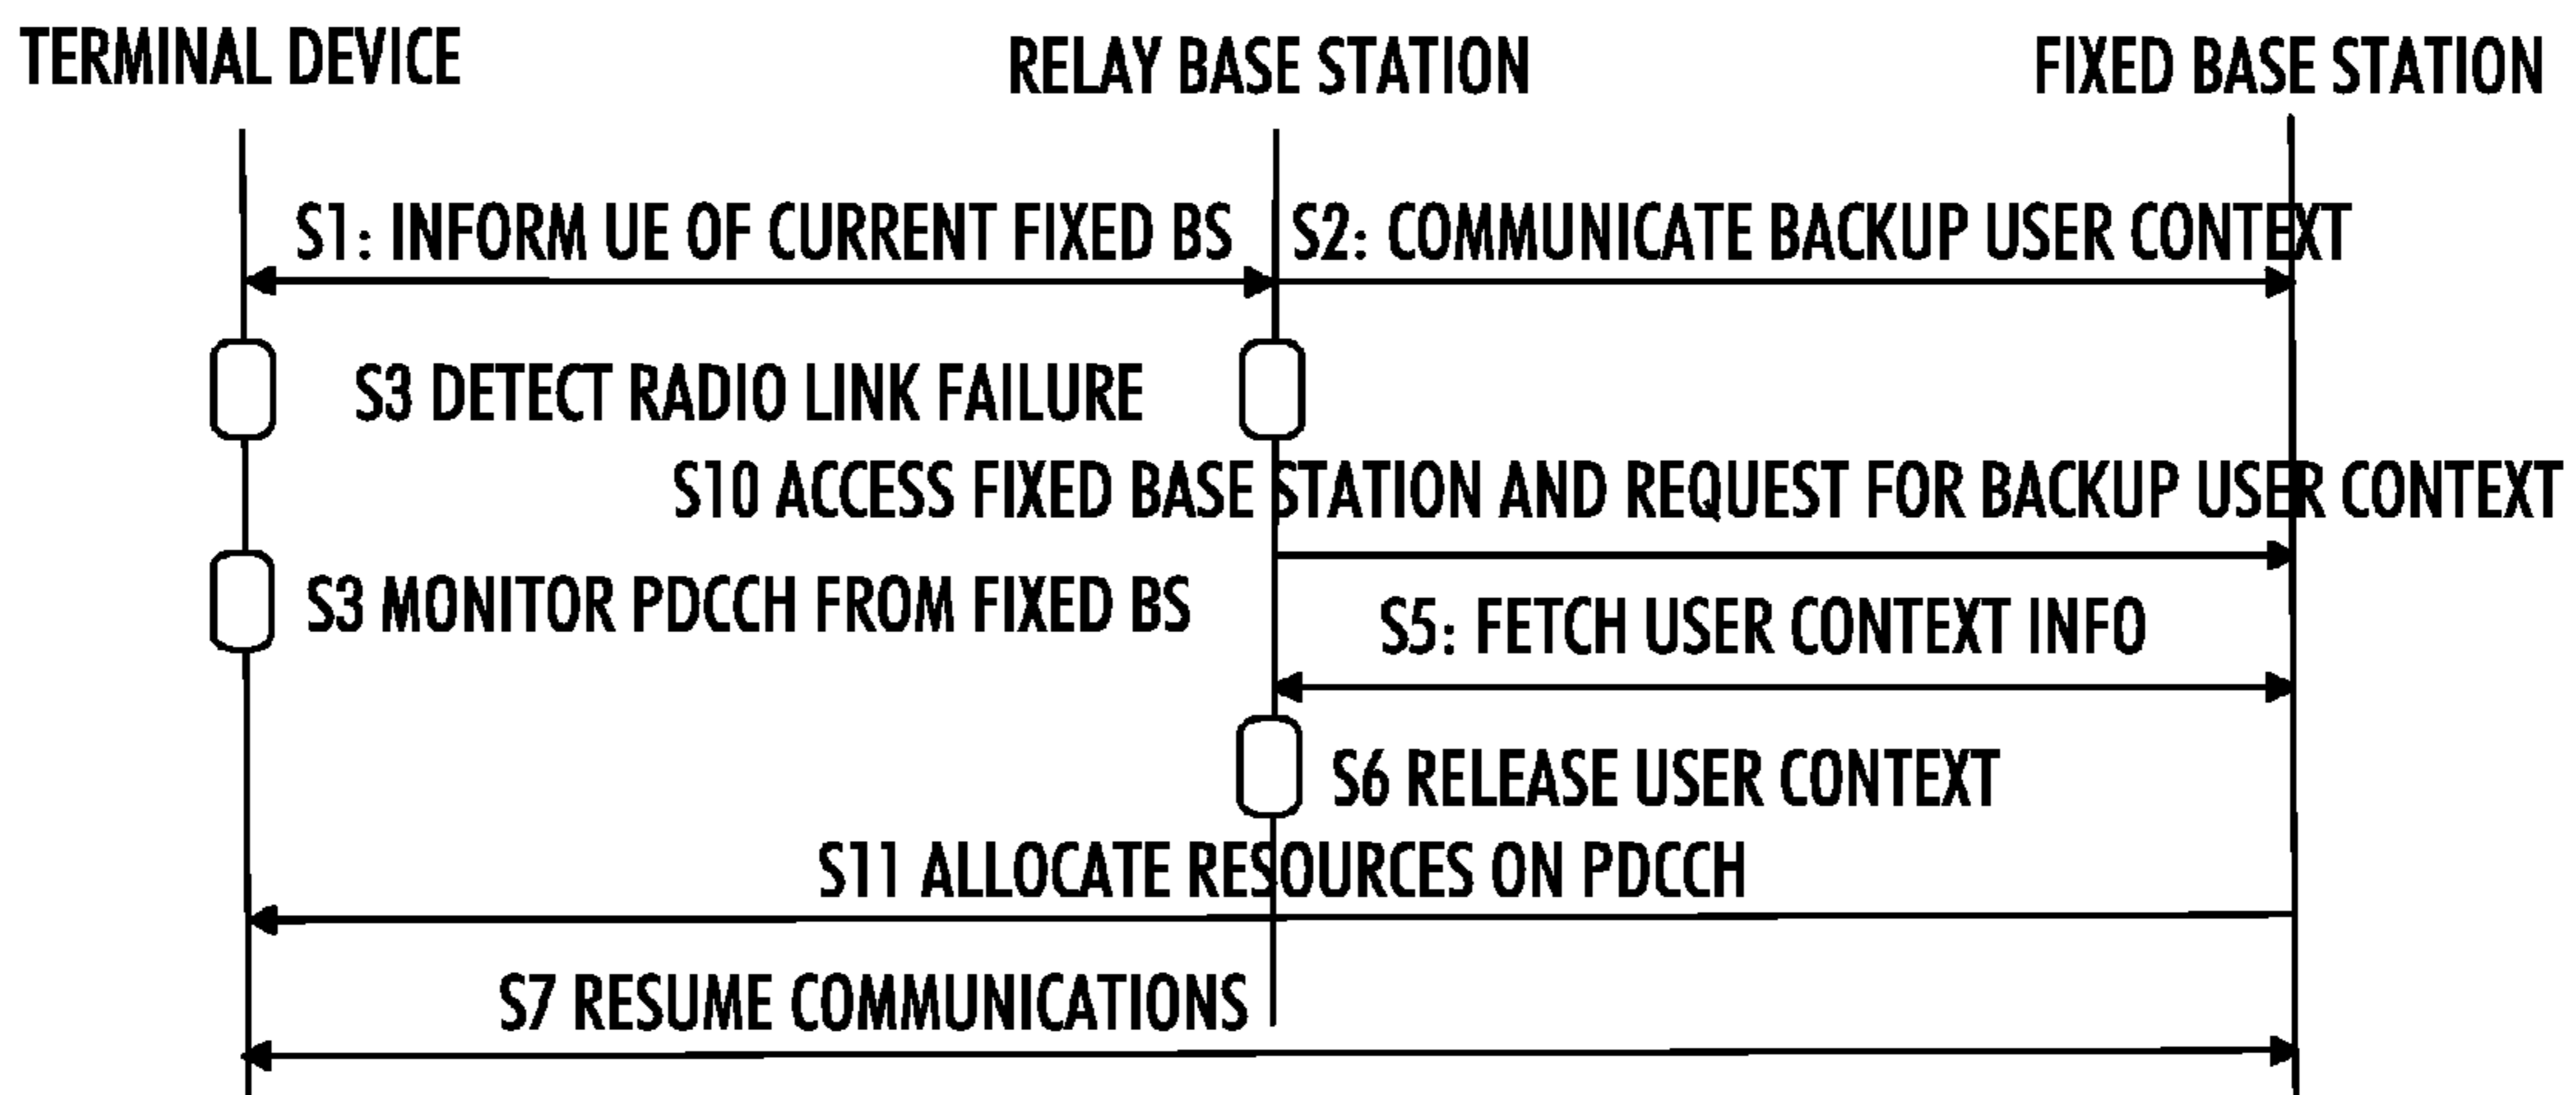 TERMINAL DEVICE
RELAY BASE STATION
FIXED BASE STATION
S1: INFORM UE OF CURRENT FIXED BS
S2: COMMUNICATE BACKUP USER CONTEXT
S3 DETECT RADIO LINK FAILURE
S10 ACCESS FIXED BASE STATION AND REQUEST FOR BACKUP USER CONTEXT
S3 MONITOR PDCCH FROM FIXED BS
S5: FETCH USER CONTEXT INFO
S6 RELEASE USER CONTEXT
S11 ALLOCATE RESOURCES ON PDCCH
S7 RESUME COMMUNICATIONS